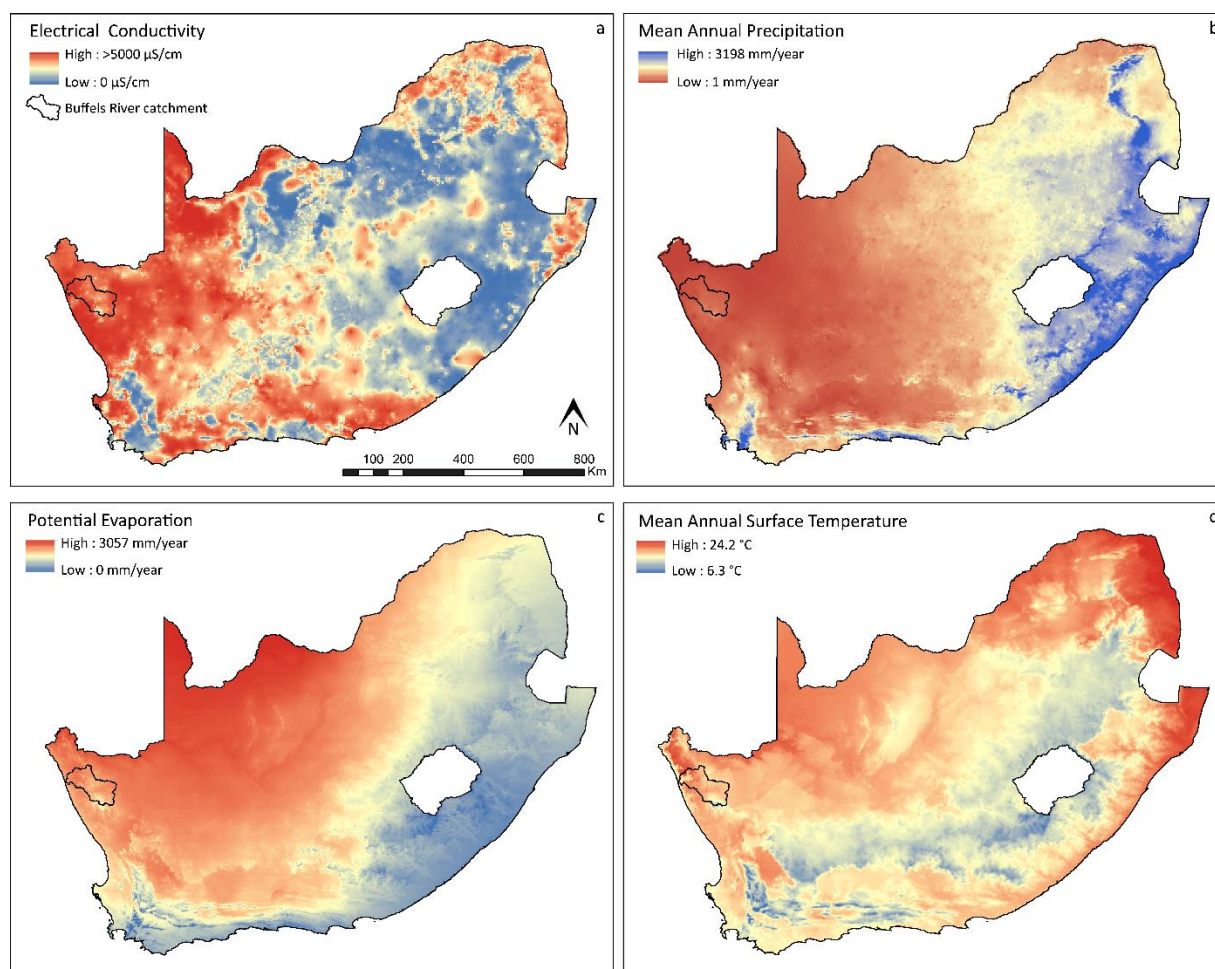 Electrical Conductivity
a
High : >5000 µS/cm
Low : 0 µS/cm
Buffels River catchment
N
100 200 400 600 800
Km
Mean Annual Precipitation
b
High : 3198 mm/year
Low : 1 mm/year
Potential Evaporation
c
High : 3057 mm/year
Low : 0 mm/year
Mean Annual Surface Temperature
d
High : 24.2 °C
Low : 6.3 °C